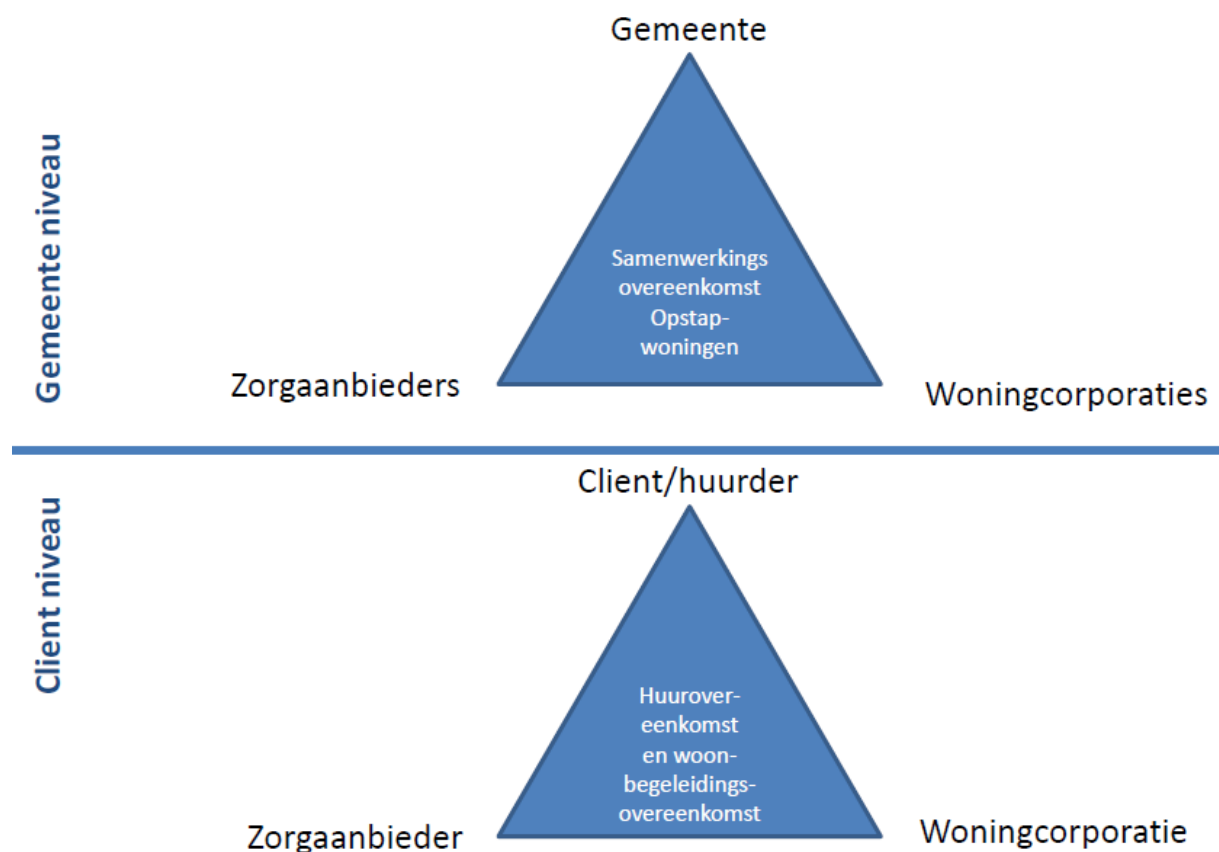 Gemeente
Gemeente niveau
Samenwerkings
overeenkomst
Opstap-
woningen
Zorgaanbieders
Woningcorporaties
Client/huurder
Client niveau
Huurover-
eenkomst
en woon-
begeleidings-
overeenkomst
Zorgaanbieder
Woningcorporatie